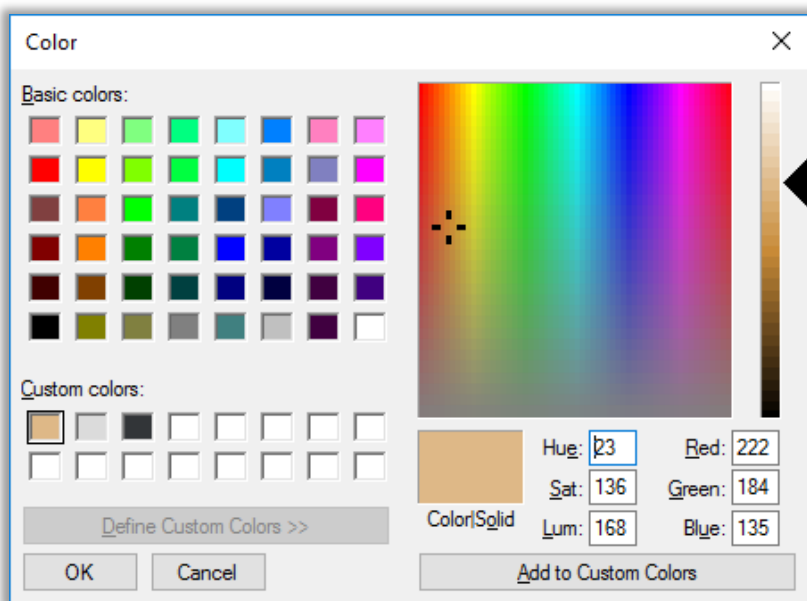 Color
Basic colors:
Custom colors:
Define Custom Colors >>
OK Cancel
Color|Solid
Hue: 23 Red: 222
Sat: 136 Green: 184
Lum: 168 Blue: 135
Add to Custom Colors